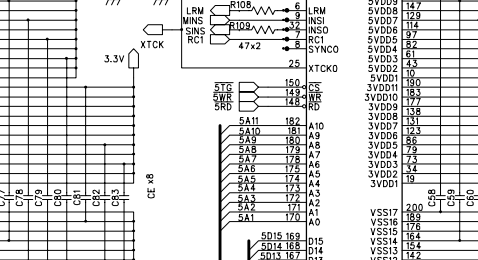 R108
LRM 6 LRM
MINS 9 INSI
SINS R109 32 INSO
RC1 7 RC1
47x2 8 SYNCO
XTCK
3.3V
25 XTCKO
5TG 150 CS
5WR 149 WR
5RD 148 RD
5A11 182 A10
5A10 181 A9
5A9 180 A8
5A8 179 A7
5A7 178 A6
5A6 175 A5
5A5 174 A4
5A4 173 A3
5A3 172 A2
5A2 171 A1
5A1 170 A0
5D15 169 D15
5D14 168 D14
5D13 167 D13
5VDD9
5VDD8 147
5VDD7 129
5VDD6 114
5VDD5 97
5VDD4 82
5VDD3 61
5VDD2 43
5VDD1 10
3VDD11 190
3VDD10 183
3VDD9 177
3VDD8 138
3VDD7 131
3VDD6 123
3VDD5 86
3VDD4 79
3VDD3 73
3VDD2 34
3VDD1 19
VSS17 200
VSS16 189
VSS15 176
VSS14 164
VSS13 154
VSS12 142
C77
C78
C79
C80
C81
C82
C83
CE x8
C58
C59
C60